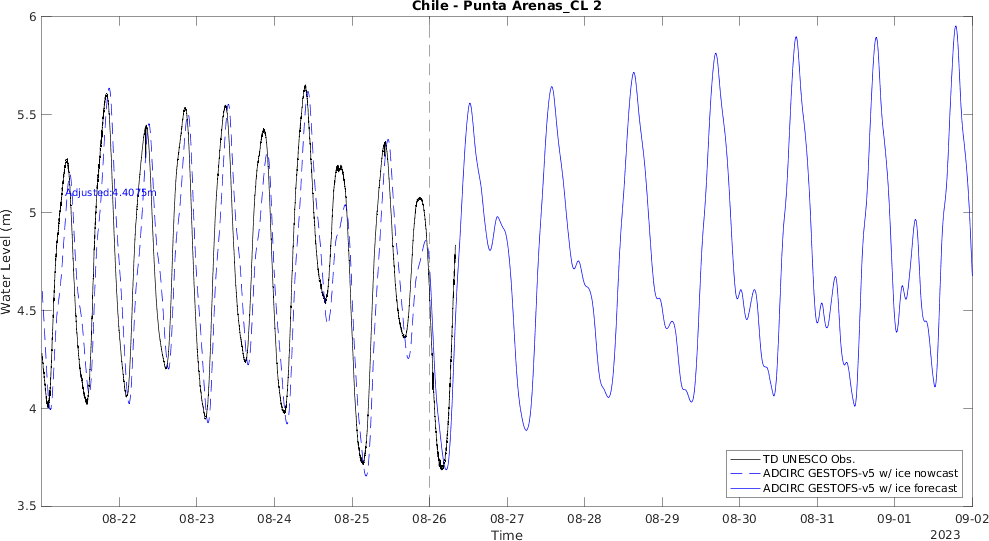 Chile - Punta Arenas_CL 2
6
5.5
5
4.5
4
3.5
Water Level (m)
Adjusted:4.4075m
TD UNESCO Obs.
ADCIRC GESTOFS-v5 w/ ice nowcast
ADCIRC GESTOFS-v5 w/ ice forecast
08-22 08-23 08-24 08-25 08-26 08-27 08-28 08-29 08-30 08-31 09-01 09-02
Time
2023